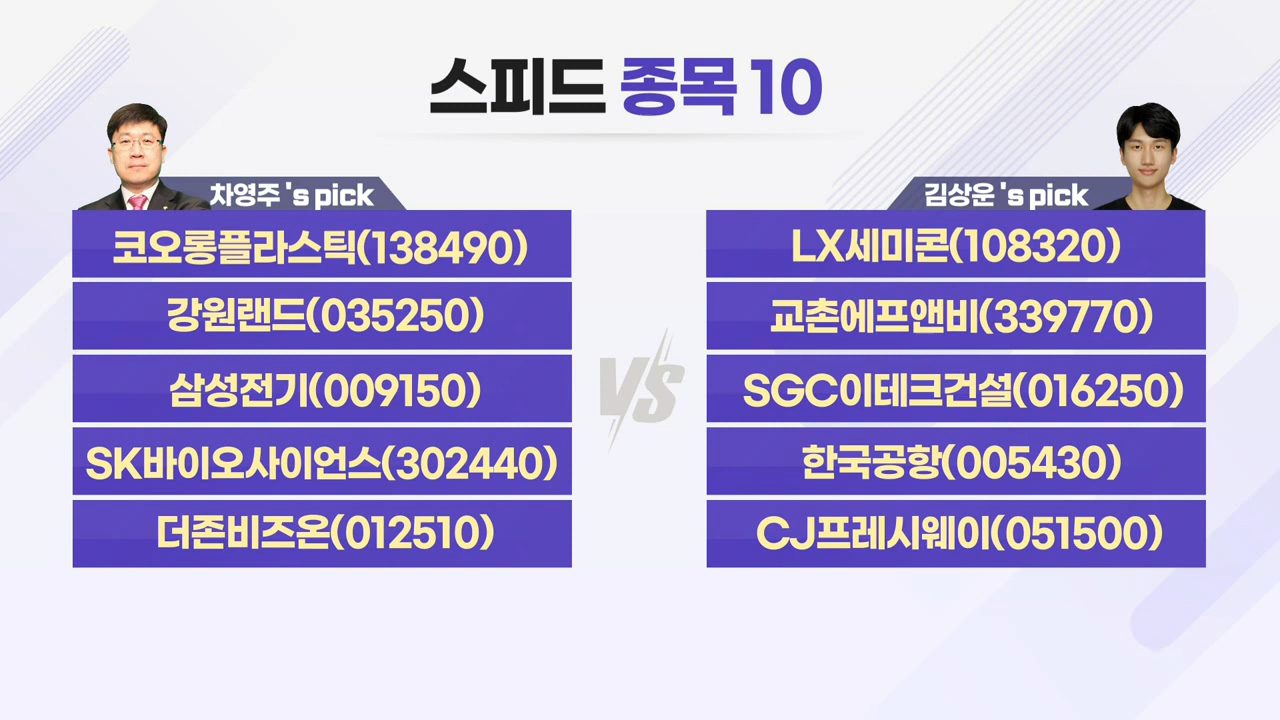 스피드 종목 10
차영주 's pick
코오롱플라스틱(138490)
강원랜드(035250)
삼성전기(009150)
SK바이오사이언스(302440)
더존비즈온(012510)
VS
김상운 's pick
LX세미콘(108320)
교촌에프앤비(339770)
SGC이테크건설(016250)
한국공항(005430)
CJ프레시웨이(051500)